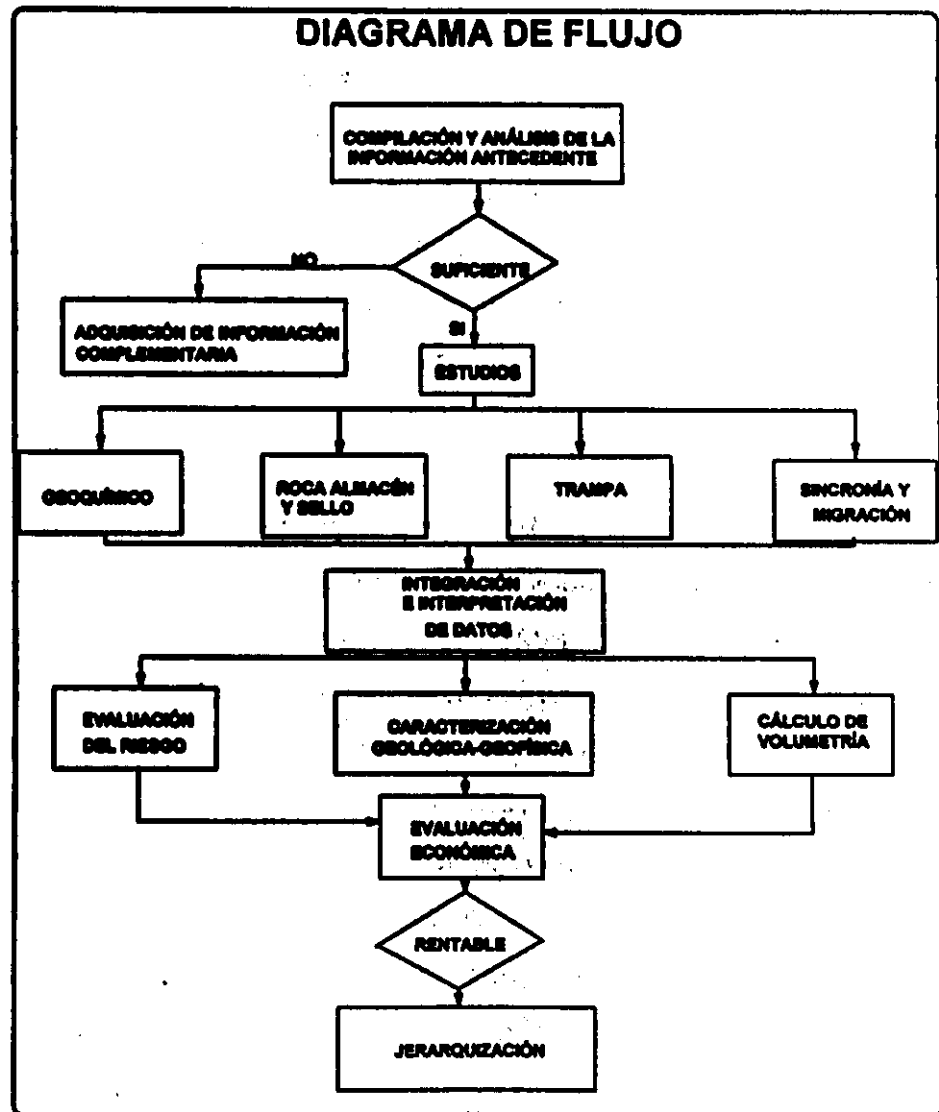 DIAGRAMA DE FLUJO
COMPILACIÓN Y ANÁLISIS DE LA
INFORMACIÓN ANTECEDENTE
NO
SUFICIENTE
ADQUISICIÓN DE INFORMACIÓN
COMPLEMENTARIA
SI
ESTUDIOS
GEOQUÍMICO
ROCA ALMACÉN
Y SELLO
TRAMPA
SINCRONÍA Y
MIGRACIÓN
INTEGRACIÓN
E INTERPRETACIÓN
DE DATOS
EVALUACIÓN
DEL RIESGO
CARACTERIZACIÓN
GEOLÓGICA-GEOFÍSICA
CÁLCULO DE
VOLUMETRÍA
EVALUACIÓN
ECONÓMICA
RENTABLE
JERARQUIZACIÓN